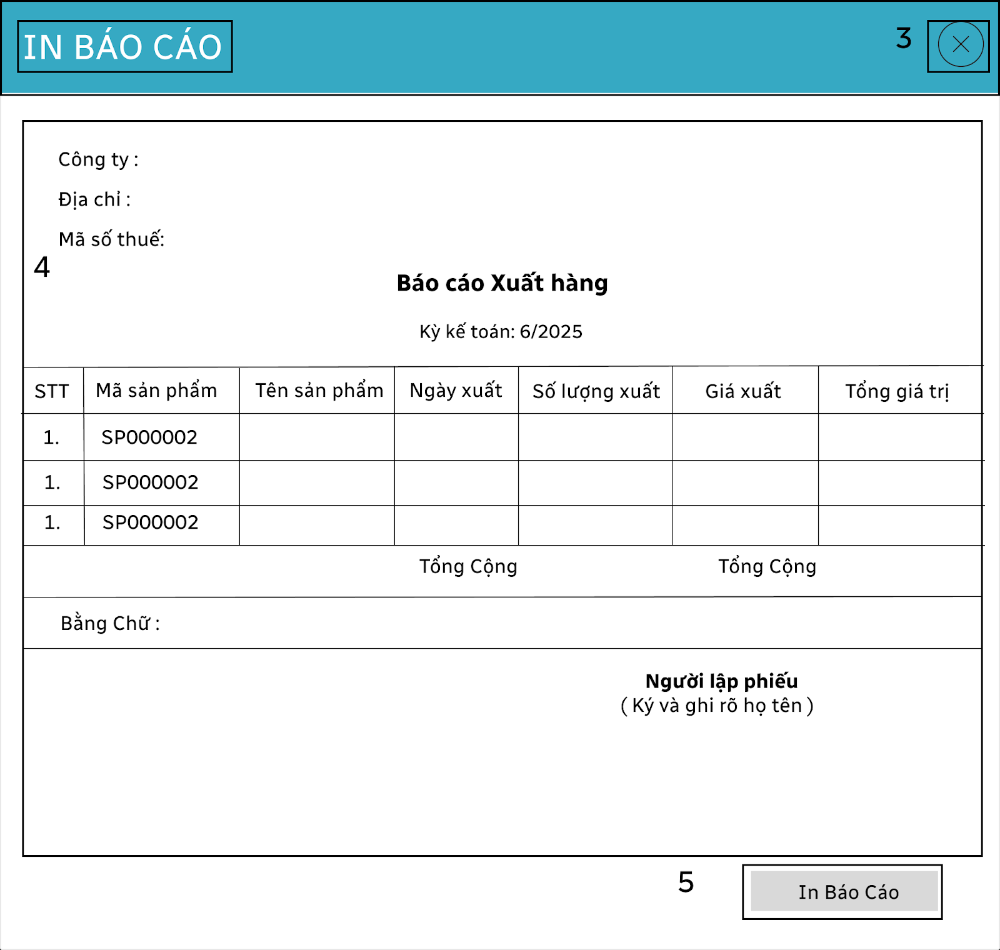 IN BÁO CÁO
3
Công ty :
Địa chỉ :
Mã số thuế:
4
Báo cáo Xuất hàng
Kỳ kế toán: 6/2025
STT Mã sản phẩm Tên sản phẩm Ngày xuất Số lượng xuất Giá xuất Tổng giá trị
1. SP000002
1. SP000002
1. SP000002
Tổng Cộng Tổng Cộng
Bằng Chữ :
Người lập phiếu
( Ký và ghi rõ họ tên )
5
In Báo Cáo